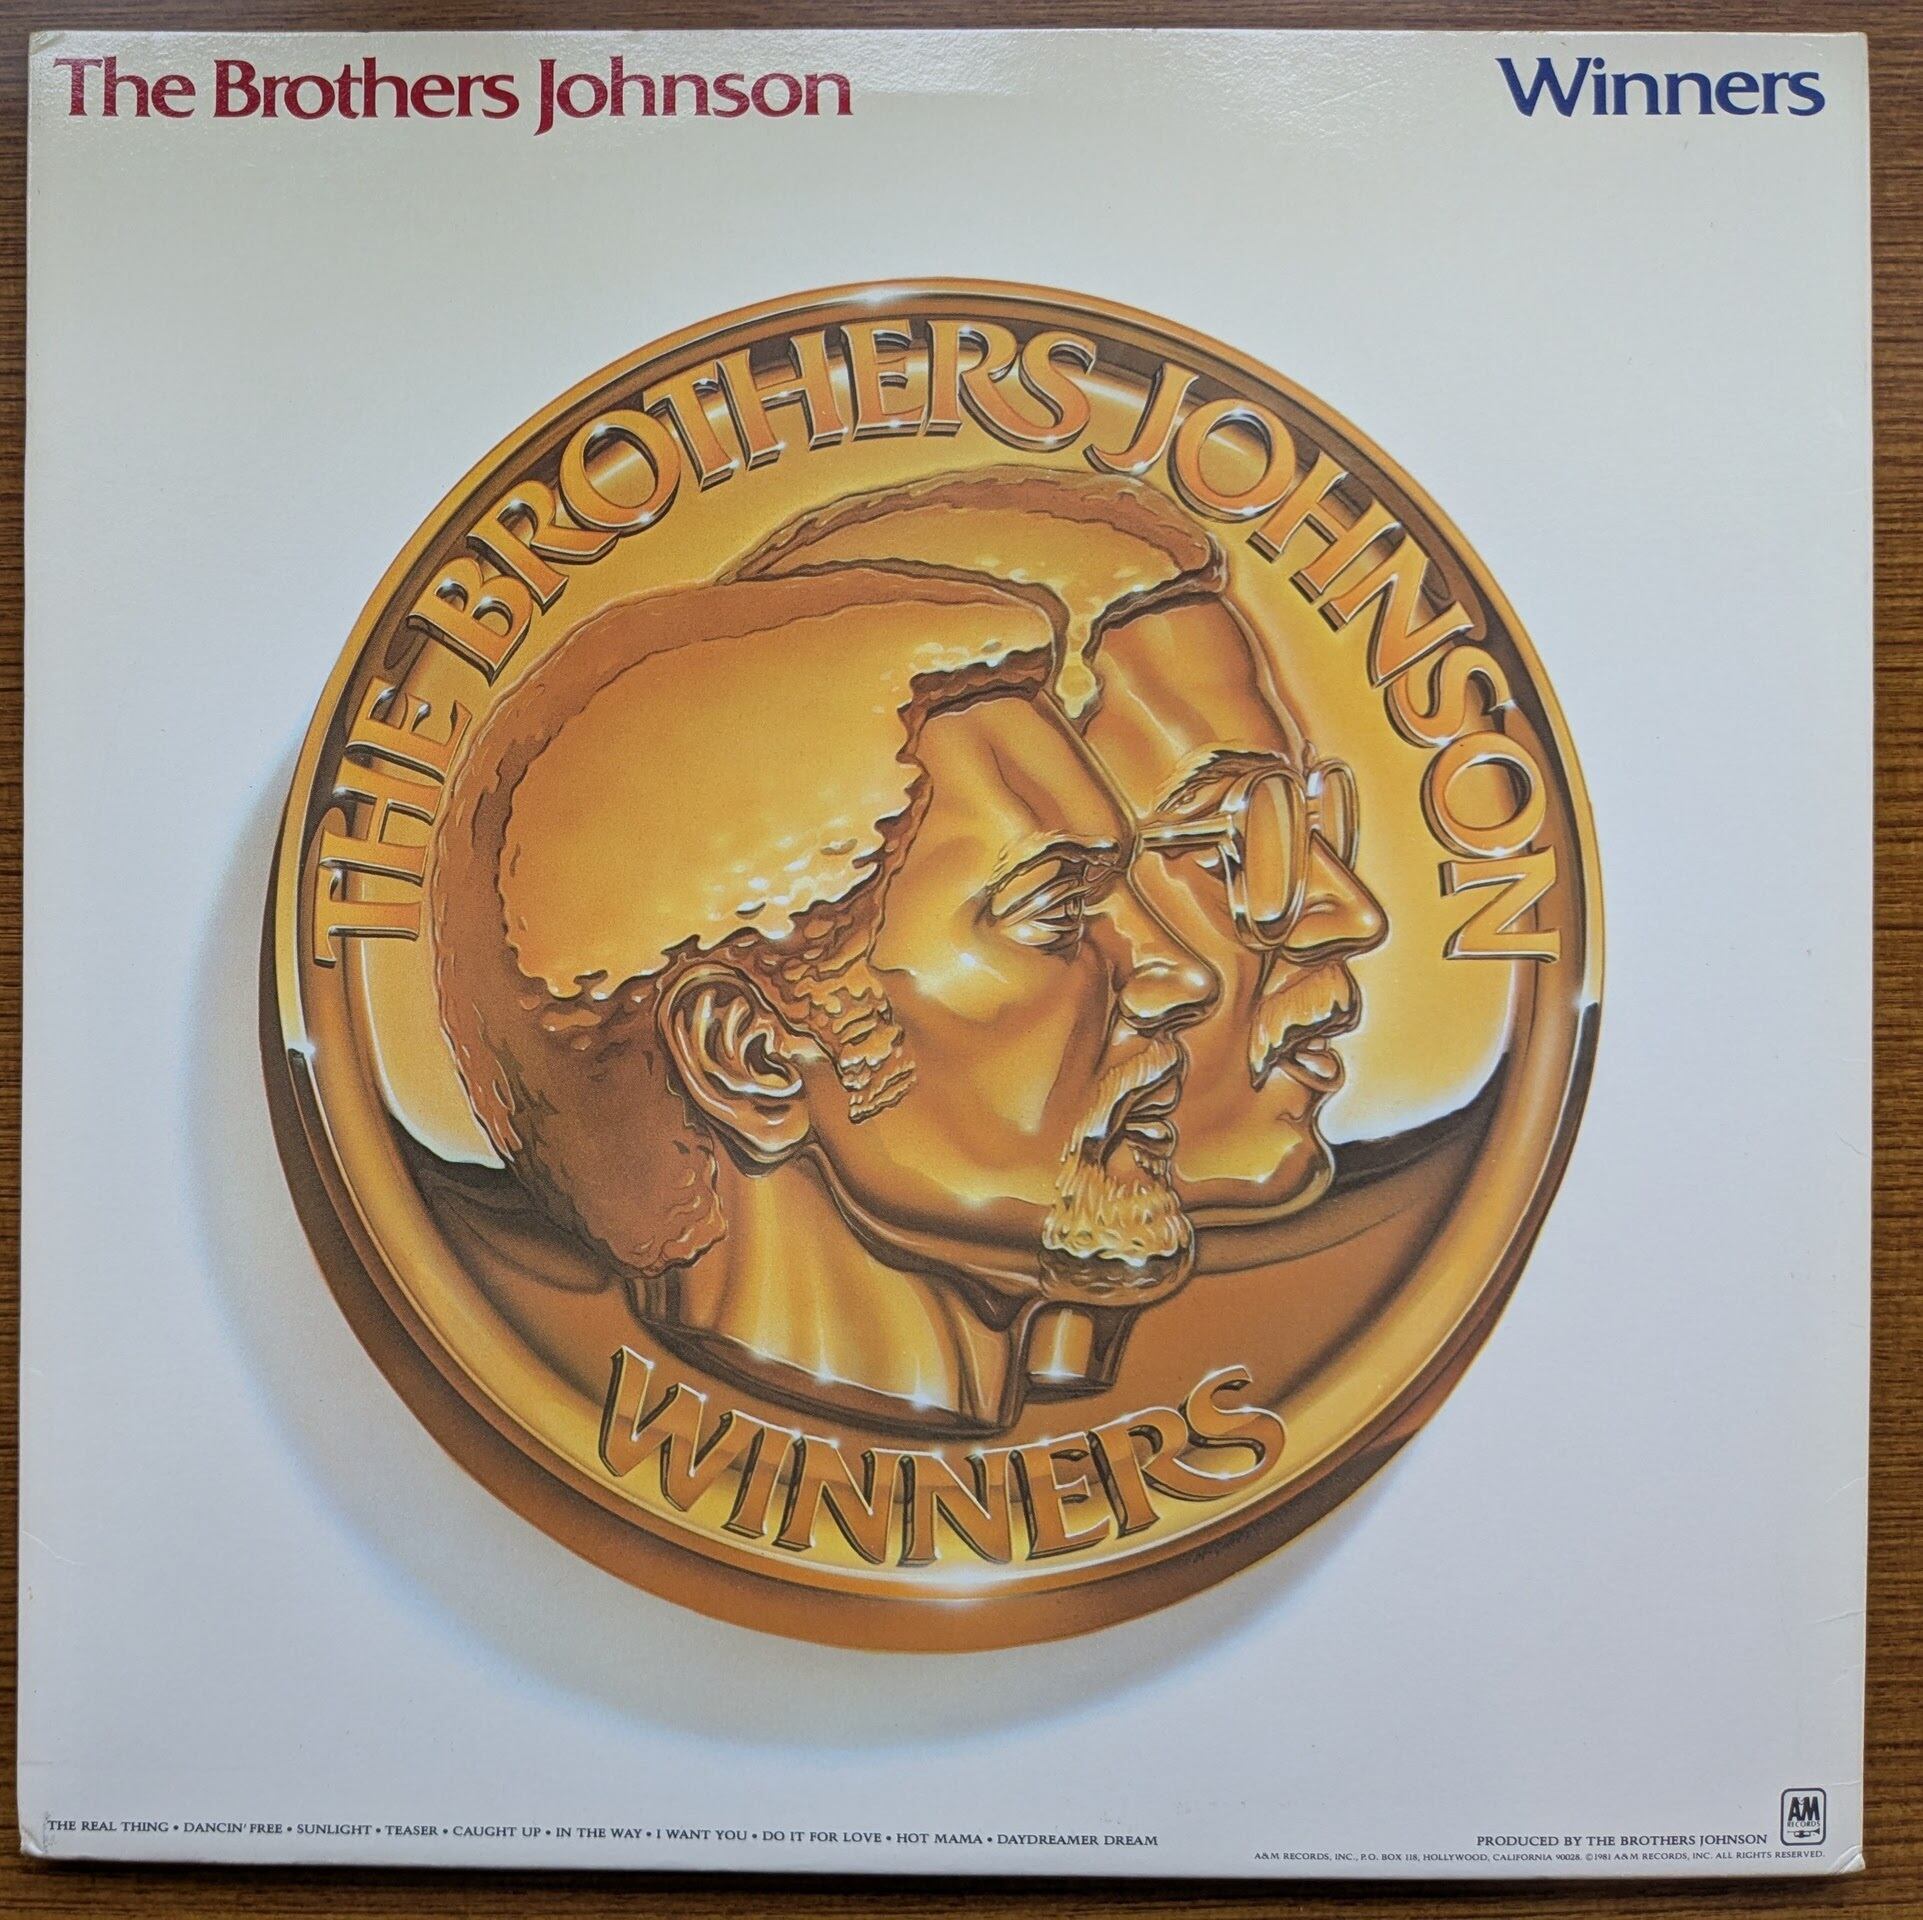 The Brothers Johnson
Winners
THE BROTHERS JOHNSON
WINNERS
THE REAL THING • DANCIN' FREE • SUNLIGHT • TEASER • CAUGHT UP • IN THE WAY • I WANT YOU • DO IT FOR LOVE • HOT MAMA • DAYDREAMER DREAM
PRODUCED BY THE BROTHERS JOHNSON
A&M
RECORDS
A&M RECORDS, INC., P.O. BOX 118, HOLLYWOOD, CALIFORNIA 90028. ©1981 A&M RECORDS, INC. ALL RIGHTS RESERVED.